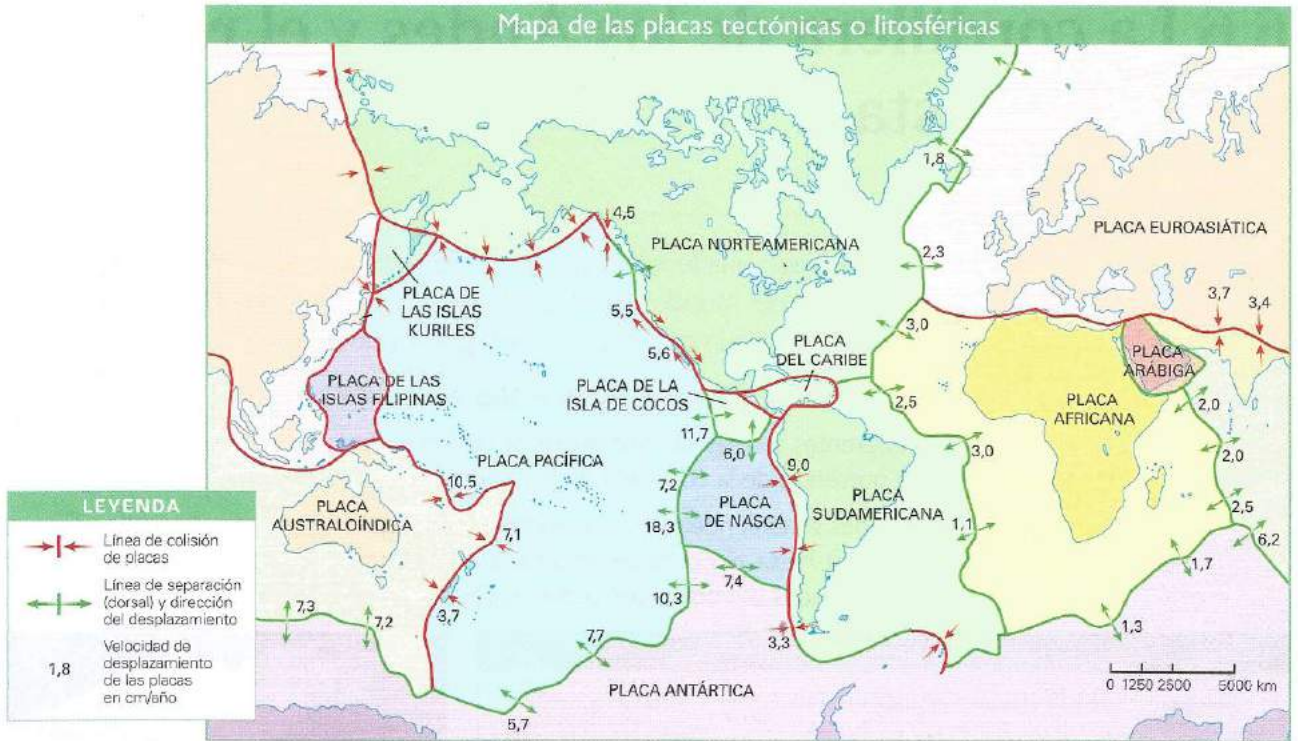 Mapa de las placas tectónicas o litosféricas
1,8
4,5
PLACA NORTEAMERICANA
PLACA EUROASIÁTICA
2,3
3,7
3,4
PLACA DE
LAS ISLAS
KURILES
5,5
3,0
PLACA
DEL CARIBE
5,6
PLACA
ARÁBIGA
PLACA DE LAS
ISLAS FILIPINAS
PLACA DE LA
ISLA DE COCOS
2,5
PLACA
AFRICANA
2,0
11,7
6,0
3,0
2,0
PLACA PACÍFICA
10,5
7,2
9,0
PLACA
DE NASCA
PLACA
SUDAMERICANA
PLACA
AUSTRALOÍNDICA
18,3
2,5
7,1
1,1
6,2
7,4
1,7
10,3
3,7
7,3
7,2
3,3
1,3
7,7
PLACA ANTÁRTICA
5,7
0 1250 2500 5000 km
LEYENDA
Línea de colisión
de placas
Línea de separación
(dorsal) y dirección
del desplazamiento
1,8
Velocidad de
desplazamiento
de las placas
en cm/año